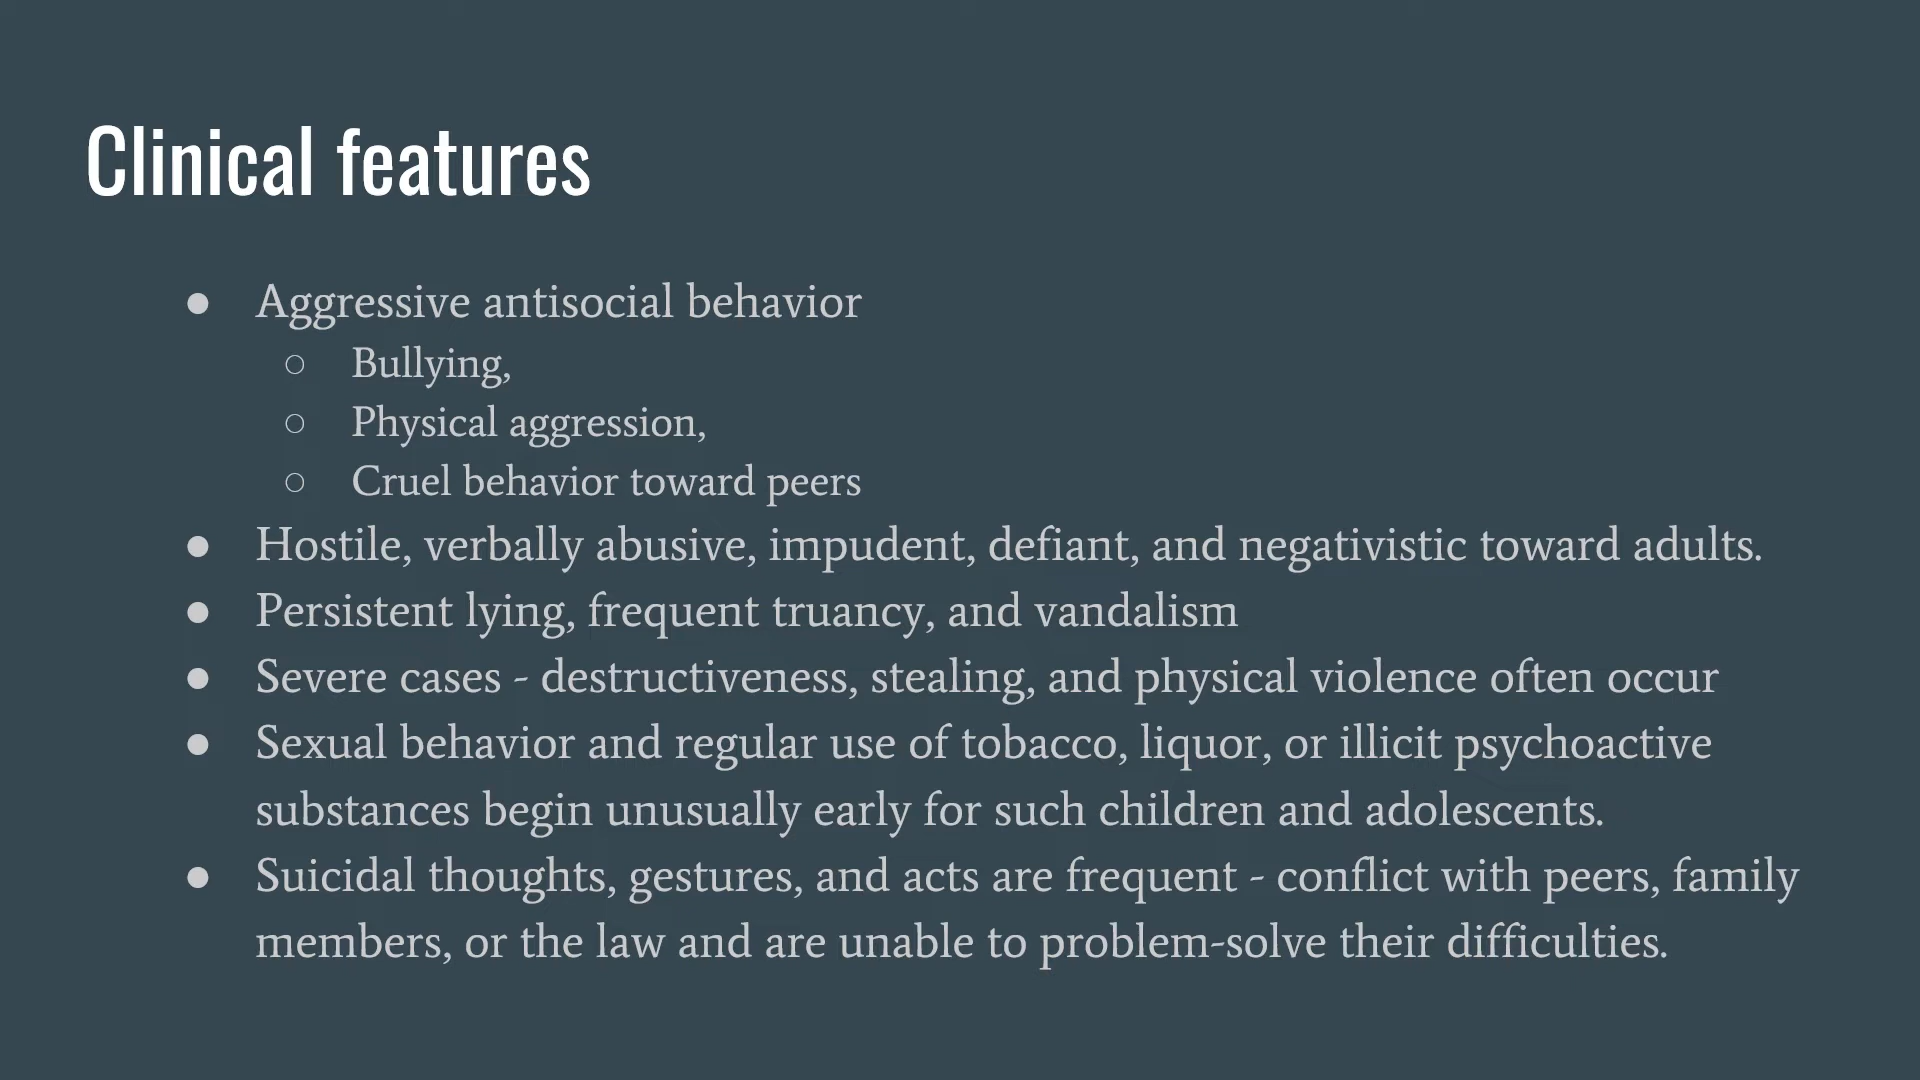 Clinical features
● Aggressive antisocial behavior
○ Bullying,
○ Physical aggression,
○ Cruel behavior toward peers
● Hostile, verbally abusive, impudent, defiant, and negativistic toward adults.
● Persistent lying, frequent truancy, and vandalism
● Severe cases - destructiveness, stealing, and physical violence often occur
● Sexual behavior and regular use of tobacco, liquor, or illicit psychoactive
substances begin unusually early for such children and adolescents.
● Suicidal thoughts, gestures, and acts are frequent - conflict with peers, family
members, or the law and are unable to problem-solve their difficulties.